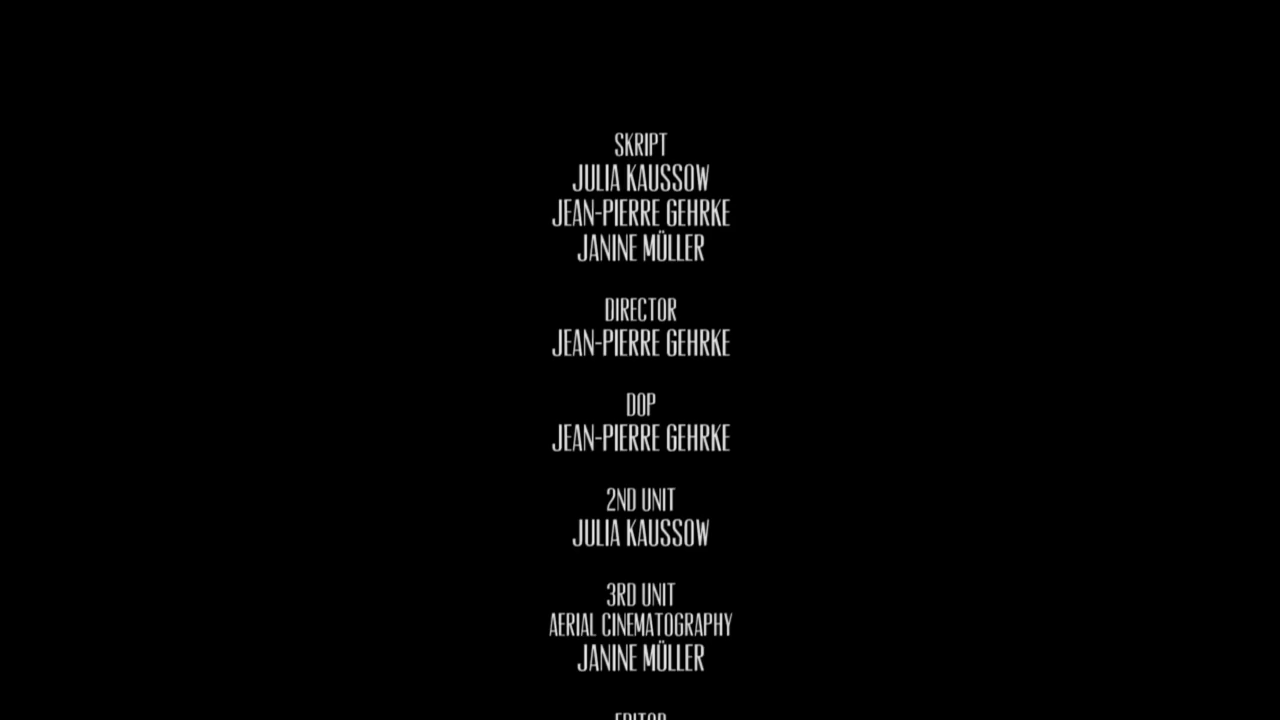 SKRIPT
JULIA KAUSSOW
JEAN-PIERRE GEHRKE
JANINE MÜLLER
DIRECTOR
JEAN-PIERRE GEHRKE
DOP
JEAN-PIERRE GEHRKE
2ND UNIT
JULIA KAUSSOW
3RD UNIT
AERIAL CINEMATOGRAPHY
JANINE MÜLLER
EDITOR